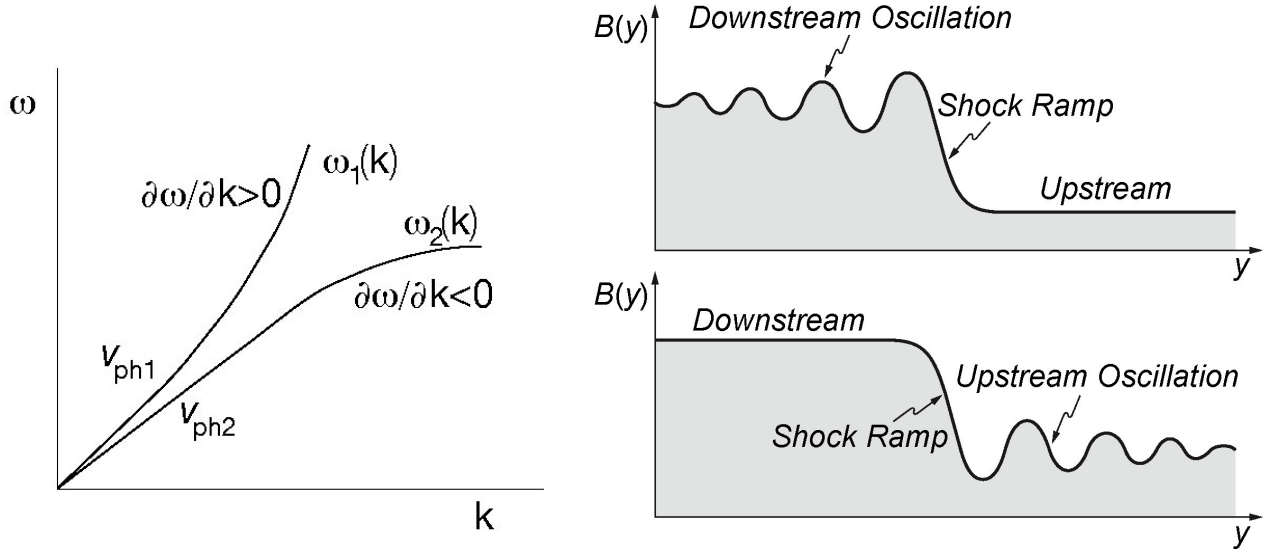 ω
ω₁(k)
∂ω/∂k>0
ω₂(k)
∂ω/∂k<0
vph1
vph2
k
B(y)
Downstream Oscillation
Shock Ramp
Upstream
y
B(y)
Downstream
Upstream Oscillation
Shock Ramp
y